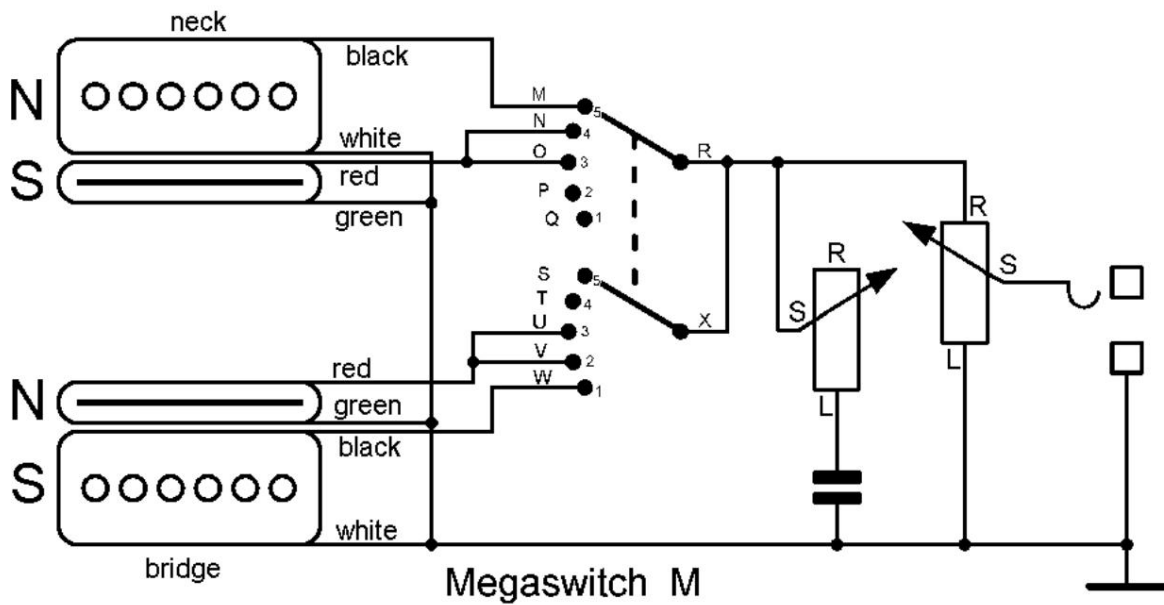 neck
black
N
white
S
red
green
M
5
N
4
O
3
P
2
Q
1
R
S
5
T
4
U
3
V
2
W
1
X
R
S
L
R
S
L
red
N
green
black
S
white
bridge
Megaswitch M